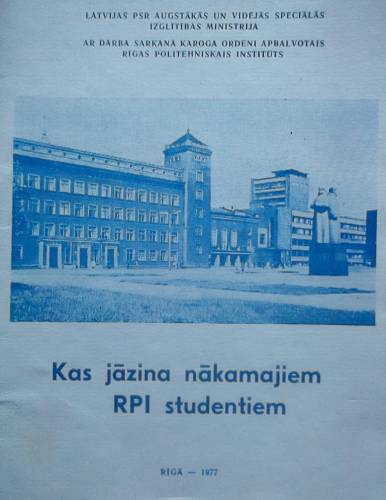 LATVIJAS PSR AUGSTĀKĀS UN VIDĒJĀS SPECIĀLĀS
IZGLĪTĪBAS MINISTRIJA
AR DARBA SARKANĀ KAROGA ORDENI APBALVOTAIS
RĪGAS POLITEHNISKAIS INSTITŪTS
Kas jāzina nākamajiem
RPI studentiem
RĪGĀ — 1977